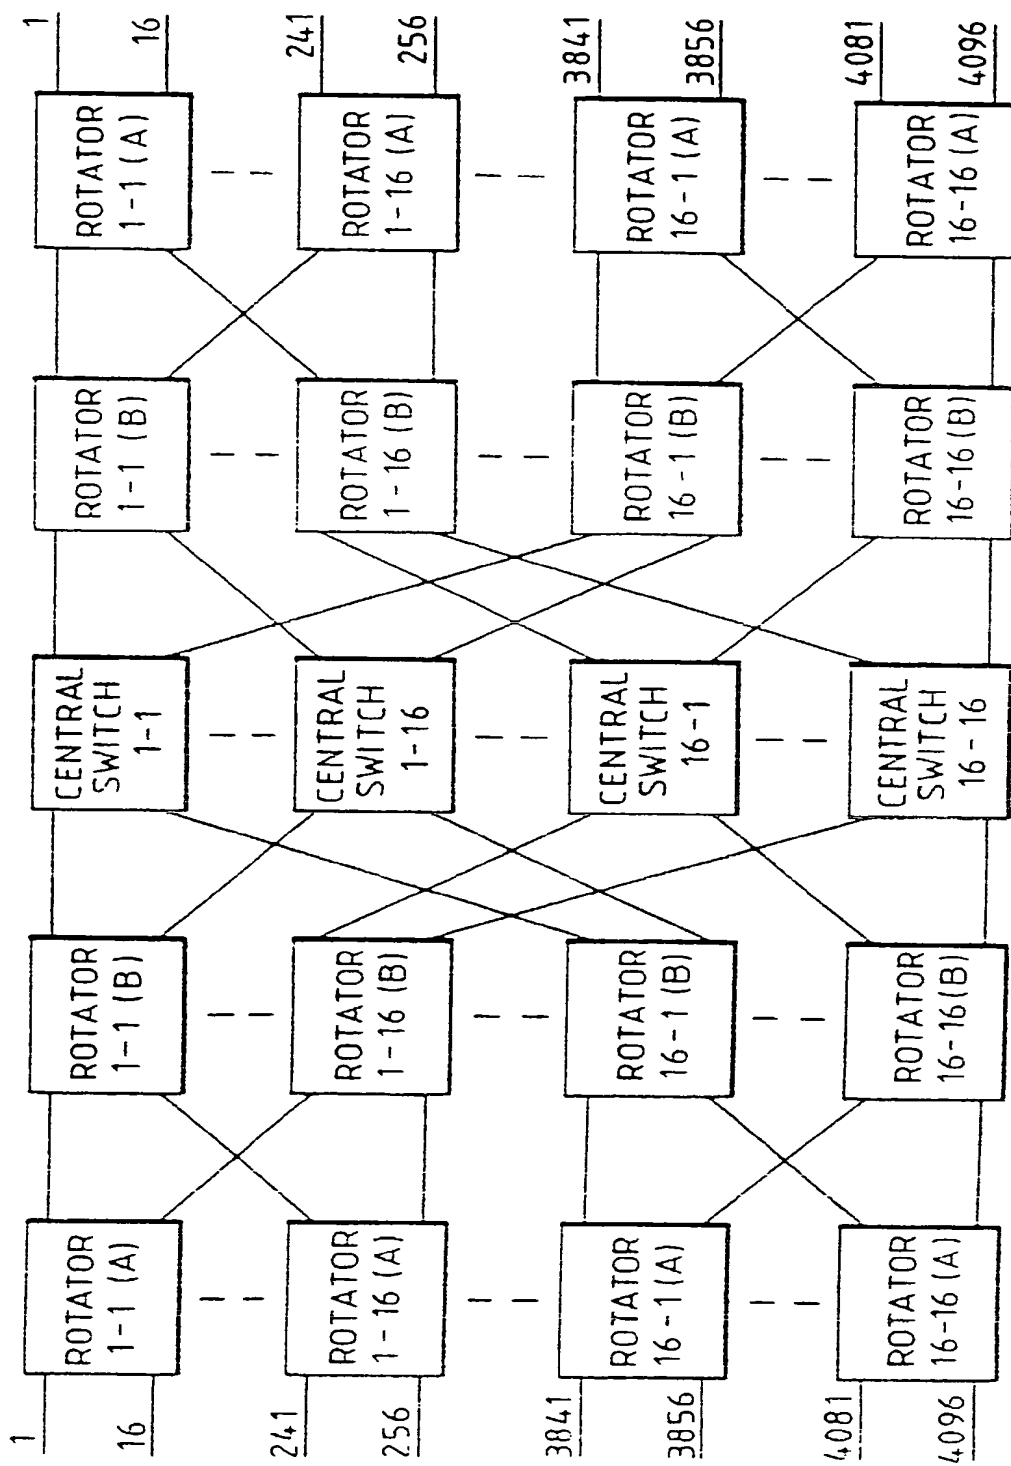 1
16
ROTATOR
1-1 (A)
ROTATOR
1-1 (B)
CENTRAL
SWITCH
1-1
ROTATOR
1-1 (B)
ROTATOR
1-1 (A)
1
16
241
256
ROTATOR
1-16 (A)
ROTATOR
1-16 (B)
CENTRAL
SWITCH
1-16
ROTATOR
1-16 (B)
ROTATOR
1-16 (A)
241
256
3841
3856
ROTATOR
16-1 (A)
ROTATOR
16-1 (B)
CENTRAL
SWITCH
16-1
ROTATOR
16-1 (B)
ROTATOR
16-1 (A)
3841
3856
4081
4096
ROTATOR
16-16 (A)
ROTATOR
16-16 (B)
CENTRAL
SWITCH
16-16
ROTATOR
16-16 (B)
ROTATOR
16-16 (A)
4081
4096